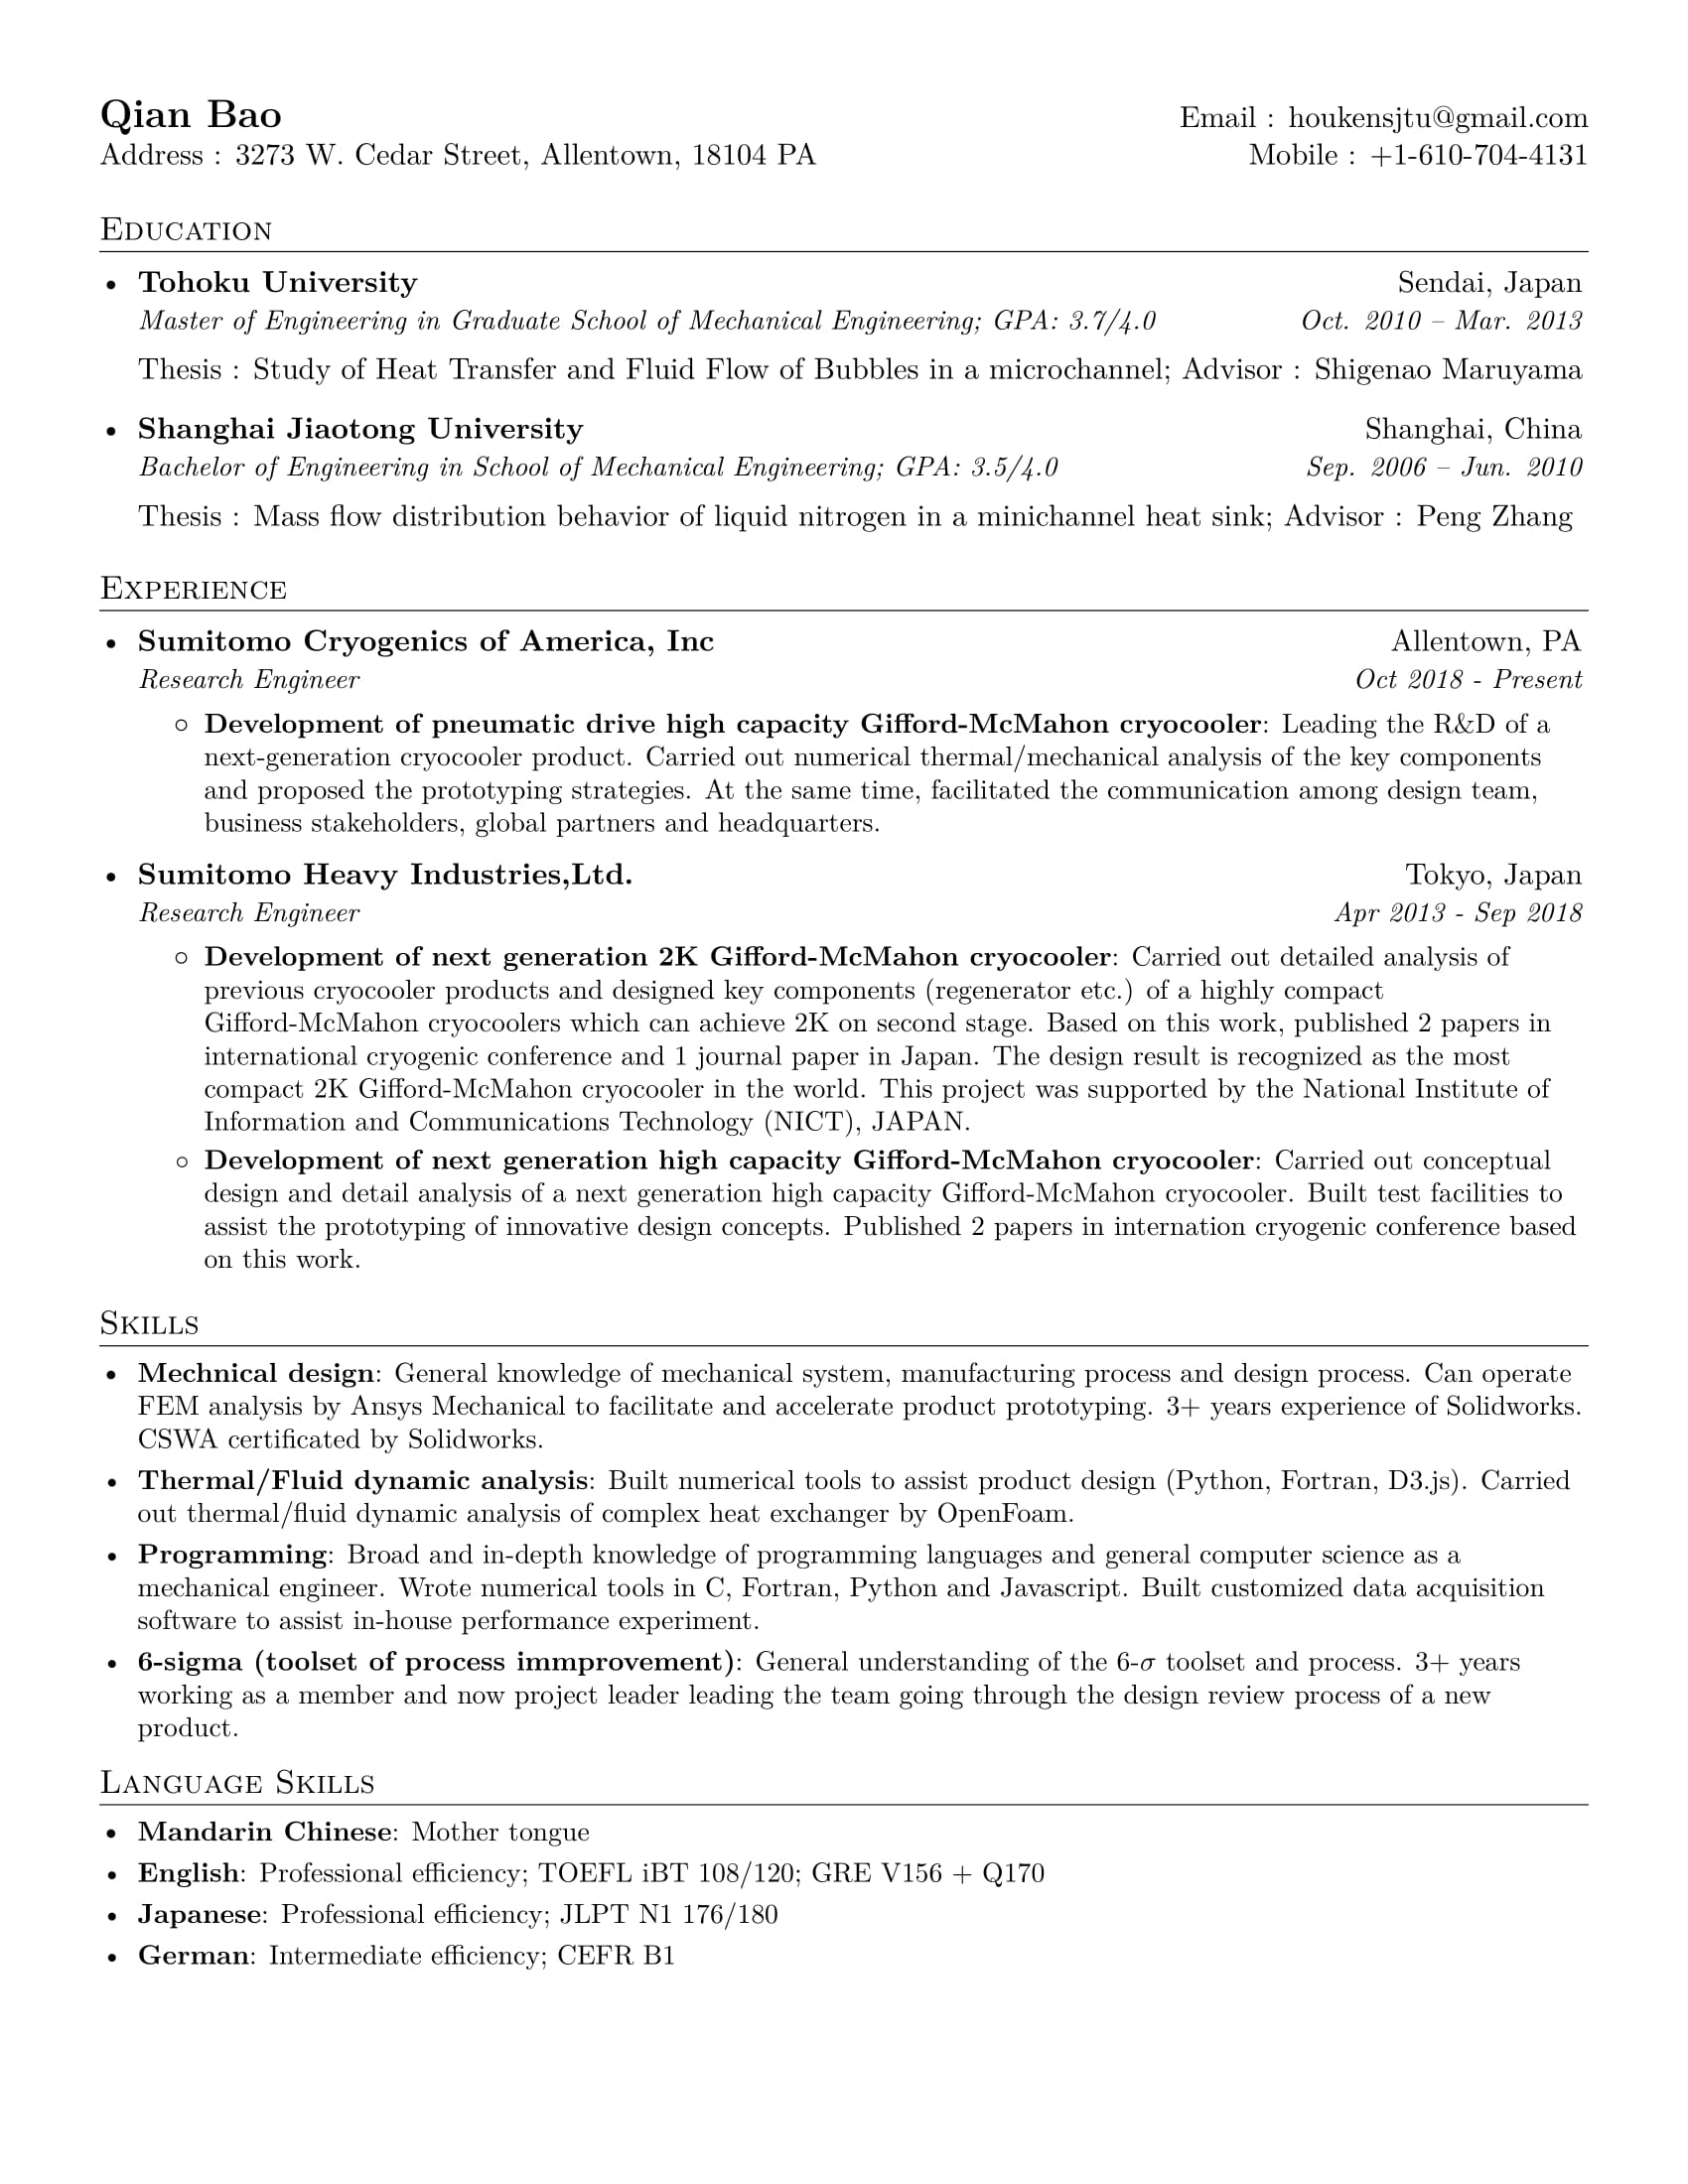 Qian Bao Email : houkensjtu@gmail.com
Address : 3273 W. Cedar Street, Allentown, 18104 PA Mobile : +1-610-704-4131
Education
• Tohoku University Sendai, Japan
Master of Engineering in Graduate School of Mechanical Engineering; GPA: 3.7/4.0 Oct. 2010 – Mar. 2013
Thesis : Study of Heat Transfer and Fluid Flow of Bubbles in a microchannel; Advisor : Shigenao Maruyama
• Shanghai Jiaotong University Shanghai, China
Bachelor of Engineering in School of Mechanical Engineering; GPA: 3.5/4.0 Sep. 2006 – Jun. 2010
Thesis : Mass flow distribution behavior of liquid nitrogen in a minichannel heat sink; Advisor : Peng Zhang
Experience
• Sumitomo Cryogenics of America, Inc Allentown, PA
Research Engineer Oct 2018 - Present
◦ Development of pneumatic drive high capacity Gifford-McMahon cryocooler: Leading the R&D of a
next-generation cryocooler product. Carried out numerical thermal/mechanical analysis of the key components
and proposed the prototyping strategies. At the same time, facilitated the communication among design team,
business stakeholders, global partners and headquarters.
• Sumitomo Heavy Industries,Ltd. Tokyo, Japan
Research Engineer Apr 2013 - Sep 2018
◦ Development of next generation 2K Gifford-McMahon cryocooler: Carried out detailed analysis of
previous cryocooler products and designed key components (regenerator etc.) of a highly compact
Gifford-McMahon cryocoolers which can achieve 2K on second stage. Based on this work, published 2 papers in
international cryogenic conference and 1 journal paper in Japan. The design result is recognized as the most
compact 2K Gifford-McMahon cryocooler in the world. This project was supported by the National Institute of
Information and Communications Technology (NICT), JAPAN.
◦ Development of next generation high capacity Gifford-McMahon cryocooler: Carried out conceptual
design and detail analysis of a next generation high capacity Gifford-McMahon cryocooler. Built test facilities to
assist the prototyping of innovative design concepts. Published 2 papers in internation cryogenic conference based
on this work.
Skills
• Mechnical design: General knowledge of mechanical system, manufacturing process and design process. Can operate
FEM analysis by Ansys Mechanical to facilitate and accelerate product prototyping. 3+ years experience of Solidworks.
CSWA certificated by Solidworks.
• Thermal/Fluid dynamic analysis: Built numerical tools to assist product design (Python, Fortran, D3.js). Carried
out thermal/fluid dynamic analysis of complex heat exchanger by OpenFoam.
• Programming: Broad and in-depth knowledge of programming languages and general computer science as a
mechanical engineer. Wrote numerical tools in C, Fortran, Python and Javascript. Built customized data acquisition
software to assist in-house performance experiment.
• 6-sigma (toolset of process immprovement): General understanding of the 6-σ toolset and process. 3+ years
working as a member and now project leader leading the team going through the design review process of a new
product.
Language Skills
• Mandarin Chinese: Mother tongue
• English: Professional efficiency; TOEFL iBT 108/120; GRE V156 + Q170
• Japanese: Professional efficiency; JLPT N1 176/180
• German: Intermediate efficiency; CEFR B1